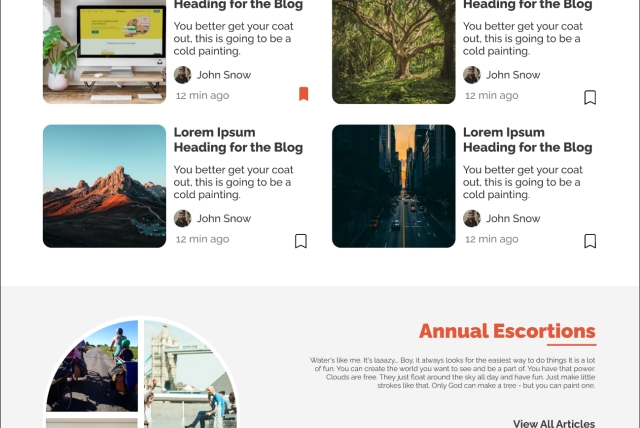 Heading for the Blog
You better get your coat
out, this is going to be a
cold painting.
John Snow
12 min ago
Heading for the Blog
You better get your coat
out, this is going to be a
cold painting.
John Snow
12 min ago
Lorem Ipsum
Heading for the Blog
You better get your coat
out, this is going to be a
cold painting.
John Snow
12 min ago
Lorem Ipsum
Heading for the Blog
You better get your coat
out, this is going to be a
cold painting.
John Snow
12 min ago
Annual Escortions
Water's like me. It's laaazy... Boy, it always looks for the easiest way to do things It is a lot
of fun. You can create the world you want to see and be a part of. You have that power.
Clouds are free. They just float around the sky all day and have fun. Just make little
strokes like that. Only God can make a tree - but you can paint one.
View All Articles